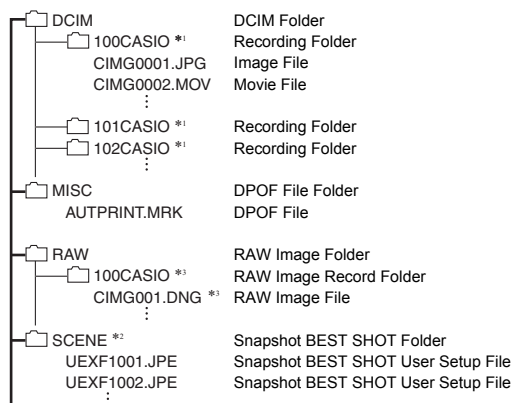 DCIM DCIM Folder
100CASIO *1 Recording Folder
CIMG0001.JPG Image File
CIMG0002.MOV Movie File
⋮
101CASIO *1 Recording Folder
102CASIO *1 Recording Folder
⋮
MISC DPOF File Folder
AUTPRINT.MRK DPOF File
RAW RAW Image Folder
100CASIO *3 RAW Image Record Folder
CIMG001.DNG *3 RAW Image File
⋮
SCENE *2 Snapshot BEST SHOT Folder
UEXF1001.JPE Snapshot BEST SHOT User Setup File
UEXF1002.JPE Snapshot BEST SHOT User Setup File
⋮